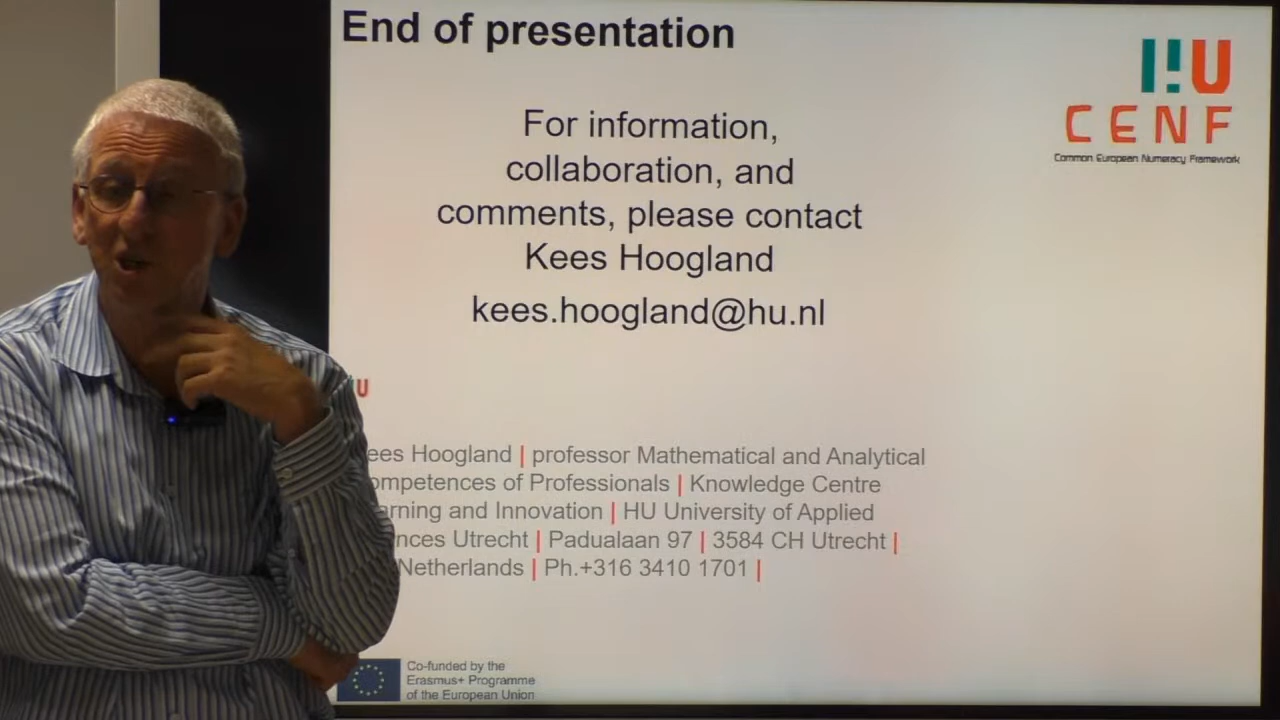 End of presentation
HU
CENF
Common European Numeracy Framework
For information,
collaboration, and
comments, please contact
Kees Hoogland
kees.hoogland@hu.nl
U
ees Hoogland | professor Mathematical and Analytical
ompetences of Professionals | Knowledge Centre
arning and Innovation | HU University of Applied
nces Utrecht | Padualaan 97 | 3584 CH Utrecht |
Netherlands | Ph.+316 3410 1701 |
Co-funded by the
Erasmus+ Programme
of the European Union